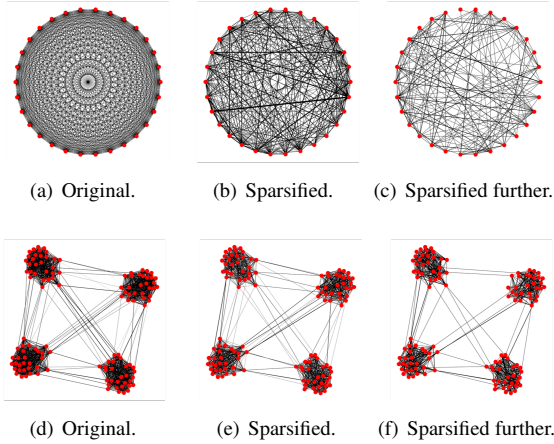 (a) Original.
(b) Sparsified.
(c) Sparsified further.
(d) Original.
(e) Sparsified.
(f) Sparsified further.